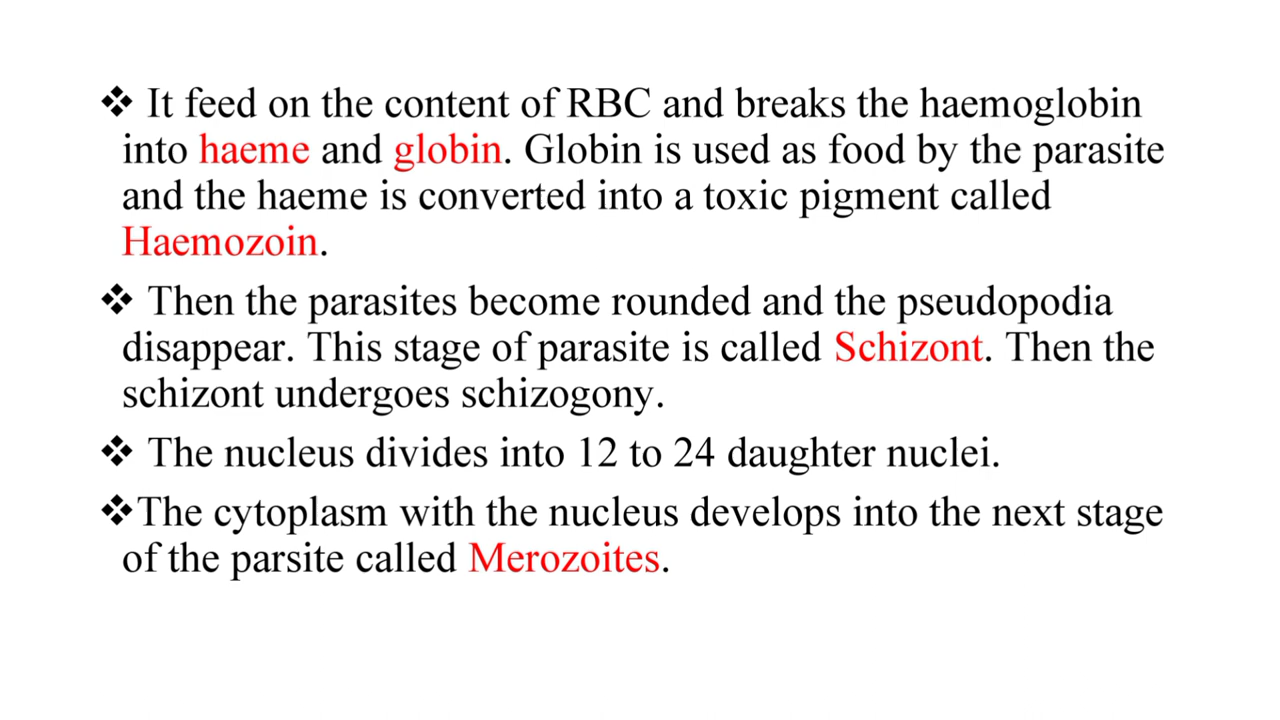 ❖ It feed on the content of RBC and breaks the haemoglobin
into haeme and globin. Globin is used as food by the parasite
and the haeme is converted into a toxic pigment called
Haemozoin.
❖ Then the parasites become rounded and the pseudopodia
disappear. This stage of parasite is called Schizont. Then the
schizont undergoes schizogony.
❖ The nucleus divides into 12 to 24 daughter nuclei.
❖The cytoplasm with the nucleus develops into the next stage
of the parsite called Merozoites.